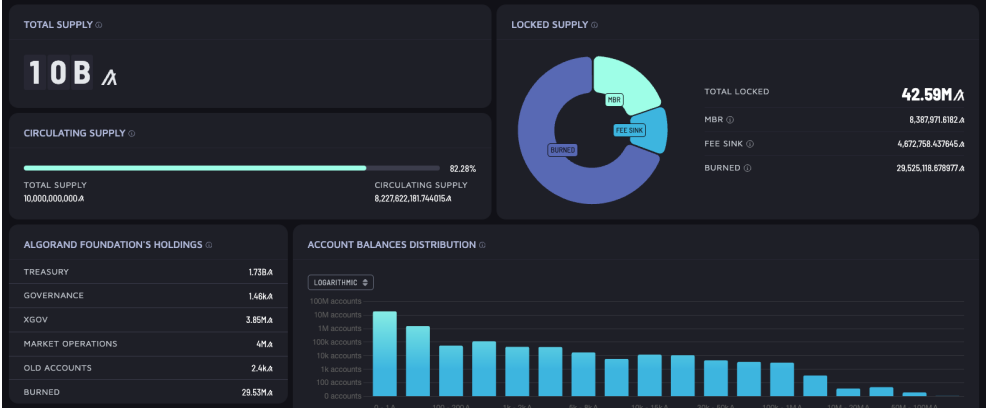 TOTAL SUPPLY
10B
CIRCULATING SUPPLY
82.28%
TOTAL SUPPLY
CIRCULATING SUPPLY
10,000,000,000
8,227,622,181.744015
LOCKED SUPPLY
MBR
FEE SINK
BURNED
TOTAL LOCKED 42.59M
MBR 8,387,971.6182
FEE SINK 4,672,758.437645
BURNED 29,525,118.678977
ALGORAND FOUNDATION'S HOLDINGS
TREASURY 1.73B
GOVERNANCE 1.46k
XGOV 3.85M
MARKET OPERATIONS 4M
OLD ACCOUNTS 2.4k
BURNED 29.53M
ACCOUNT BALANCES DISTRIBUTION
LOGARITHMIC
100M accounts
10M accounts
1M accounts
100k accounts
10k accounts
1k accounts
100 accounts
0 accounts